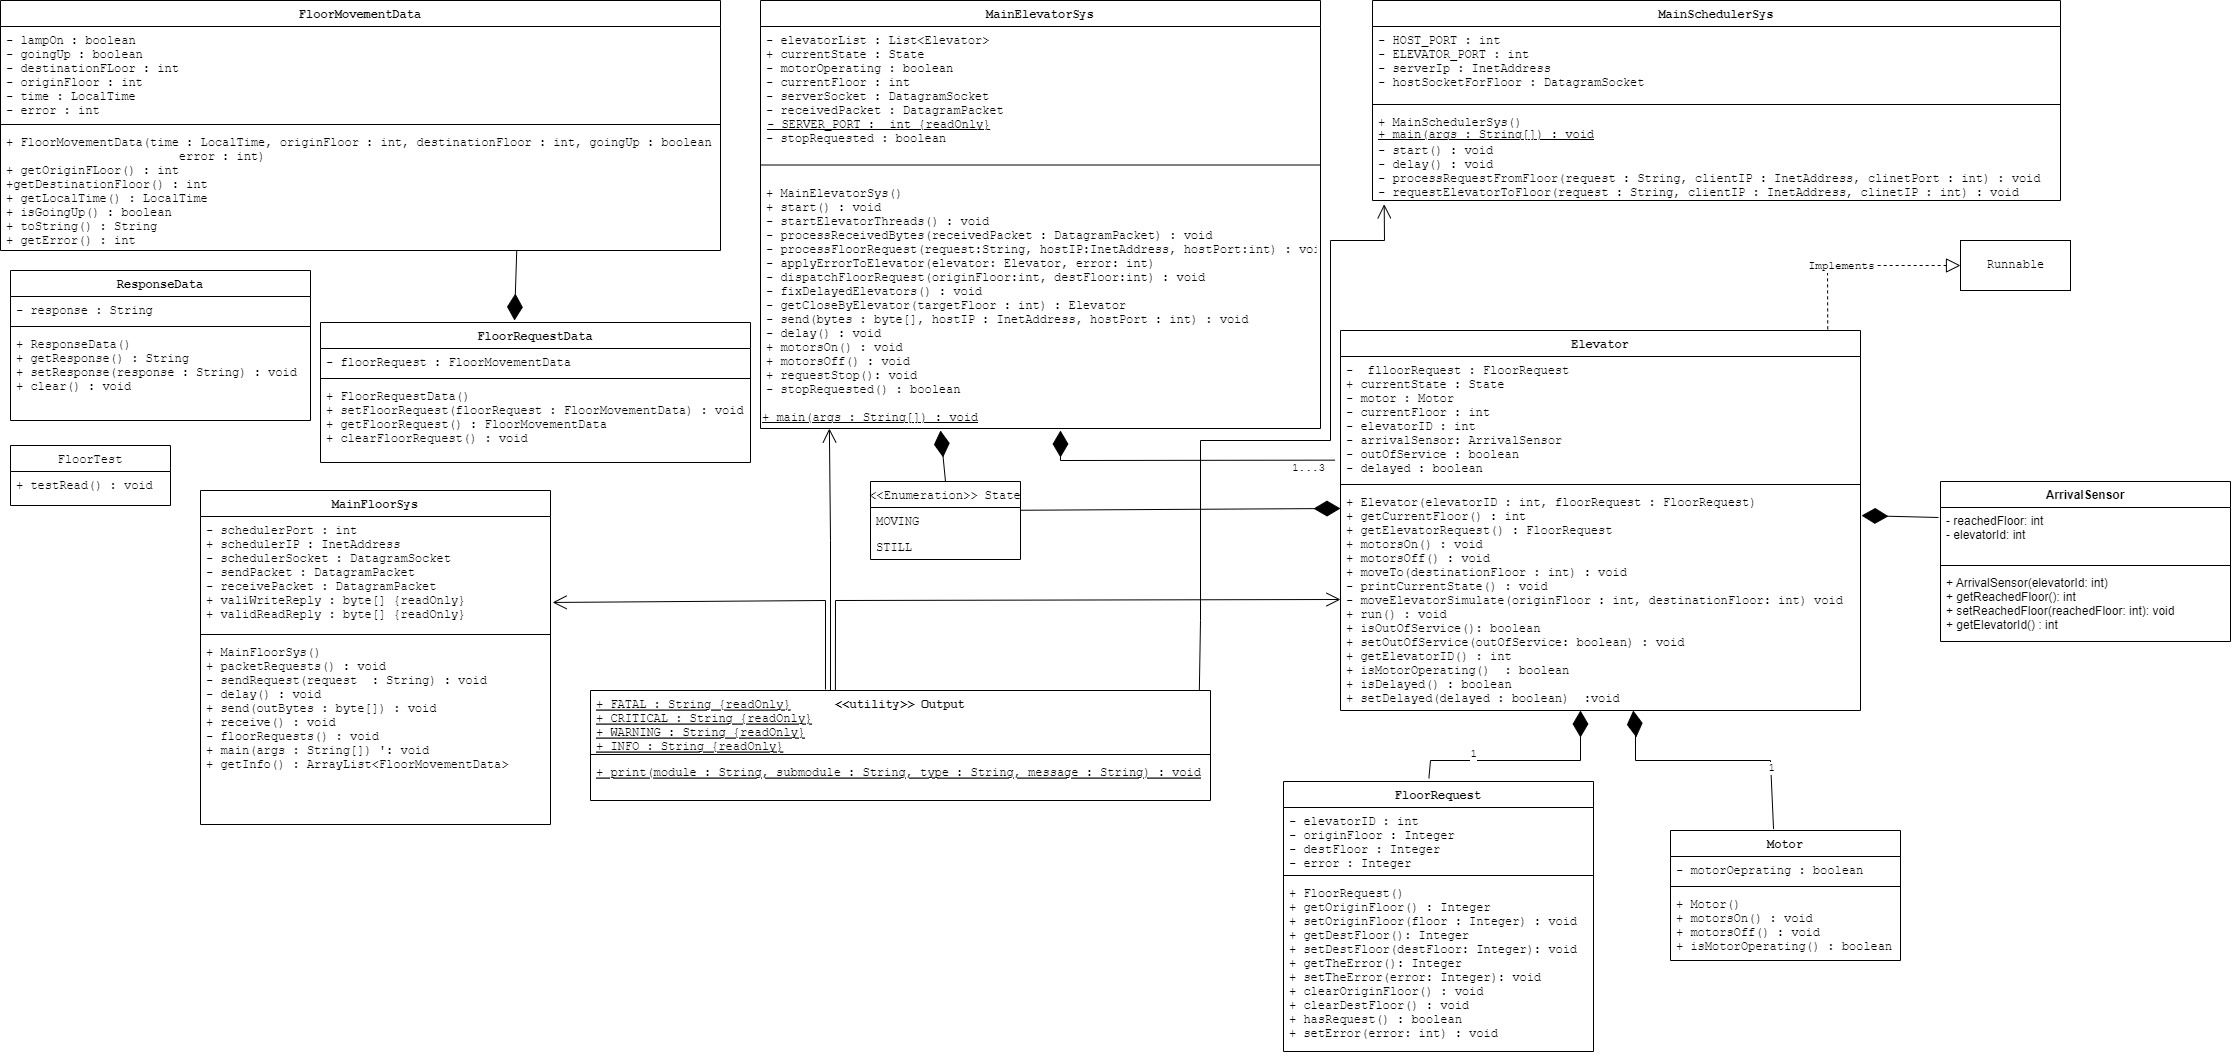 FloorMovementData
- lampOn : boolean
- goingUp : boolean
- destinationFLoor : int
- originFloor : int
- time : LocalTime
- error : int
+ FloorMovementData(time : LocalTime, originFloor : int, destinationFloor : int, goingUp : boolean
error : int)
+ getOriginFLoor() : int
+getDestinationFloor() : int
+ getLocalTime() : LocalTime
+ isGoingUp() : boolean
+ toString() : String
+ getError() : int
ResponseData
- response : String
+ ResponseData()
+ getResponse() : String
+ setResponse(response : String) : void
+ clear() : void
FloorRequestData
- floorRequest : FloorMovementData
+ FloorRequestData()
+ setFloorRequest(floorRequest : FloorMovementData) : void
+ getFloorRequest() : FloorMovementData
+ clearFloorRequest() : void
FloorTest
+ testRead() : void
MainFloorSys
- schedulerPort : int
+ schedulerIP : InetAddress
- schedulerSocket : DatagramSocket
- sendPacket : DatagramPacket
- receivePacket : DatagramPacket
+ valiWriteReply : byte[] {readOnly}
+ validReadReply : byte[] {readOnly}
+ MainFloorSys()
+ packetRequests() : void
- sendRequest(request  : String) : void
- delay() : void
+ send(outBytes : byte[]) : void
+ receive() : void
- floorRequests() : void
+ main(args : String[]) ': void
+ getInfo() : ArrayList<FloorMovementData>
MainElevatorSys
- elevatorList : List<Elevator>
+ currentState : State
- motorOperating : boolean
- currentFloor : int
- serverSocket : DatagramSocket
- receivedPacket : DatagramPacket
- SERVER_PORT :  int {readOnly}
- stopRequested : boolean
+ MainElevatorSys()
+ start() : void
- startElevatorThreads() : void
- processReceivedBytes(receivedPacket : DatagramPacket) : void
- processFloorRequest(request:String, hostIP:InetAddress, hostPort:int) : voi
- applyErrorToElevator(elevator: Elevator, error: int)
- dispatchFloorRequest(originFloor:int, destFloor:int) : void
- fixDelayedElevators() : void
- getCloseByElevator(targetFloor : int) : Elevator
- send(bytes : byte[], hostIP : InetAddress, hostPort : int) : void
- delay() : void
+ motorsOn() : void
+ motorsOff() : void
+ requestStop(): void
- stopRequested() : boolean
+ main(args : String[]) : void
1...3
<<Enumeration>> State
MOVING
STILL
<<utility>> Output
+ FATAL : String {readOnly}
+ CRITICAL : String {readOnly}
+ WARNING : String {readOnly}
+ INFO : String {readOnly}
+ print(module : String, submodule : String, type : String, message : String) : void
MainSchedulerSys
- HOST_PORT : int
- ELEVATOR_PORT : int
- serverIp : InetAddress
- hostSocketForFloor : DatagramSocket
+ MainSchedulerSys()
+ main(args : String[]) : void
- start() : void
- delay() : void
- processRequestFromFloor(request : String, clientIP : InetAddress, clinetPort : int) : void
- requestElevatorToFloor(request : String, clientIP : InetAddress, clinetIP : int) : void
Implements
Runnable
Elevator
-  flloorRequest : FloorRequest
+ currentState : State
- motor : Motor
- currentFloor : int
- elevatorID : int
- arrivalSensor: ArrivalSensor
- outOfService : boolean
- delayed : boolean
+ Elevator(elevatorID : int, floorRequest : FloorRequest)
+ getCurrentFloor() : int
+ getElevatorRequest() : FloorRequest
+ motorsOn() : void
+ motorsOff() : void
+ moveTo(destinationFloor : int) : void
- printCurrentState() : void
- moveElevatorSimulate(originFloor : int, destinationFloor: int) void
+ run() : void
+ isOutOfService(): boolean
+ setOutOfService(outOfService: boolean) : void
+ getElevatorID() : int
+ isMotorOperating()  : boolean
+ isDelayed() : boolean
+ setDelayed(delayed : boolean)  :void
ArrivalSensor
- reachedFloor: int
- elevatorId: int
+ ArrivalSensor(elevatorId: int)
+ getReachedFloor(): int
+ setReachedFloor(reachedFloor: int): void
+ getElevatorId() : int
1
1
FloorRequest
- elevatorID : int
- originFloor : Integer
- destFloor : Integer
- error : Integer
+ FloorRequest()
+ getOriginFloor() : Integer
+ setOriginFloor(floor : Integer) : void
+ getDestFloor(): Integer
+ setDestFloor(destFloor: Integer): void
+ getTheError(): Integer
+ setTheError(error: Integer): void
+ clearOriginFloor() : void
+ clearDestFloor() : void
+ hasRequest() : boolean
+ setError(error: int) : void
Motor
- motorOeprating : boolean
+ Motor()
+ motorsOn() : void
+ motorsOff() : void
+ isMotorOperating() : boolean